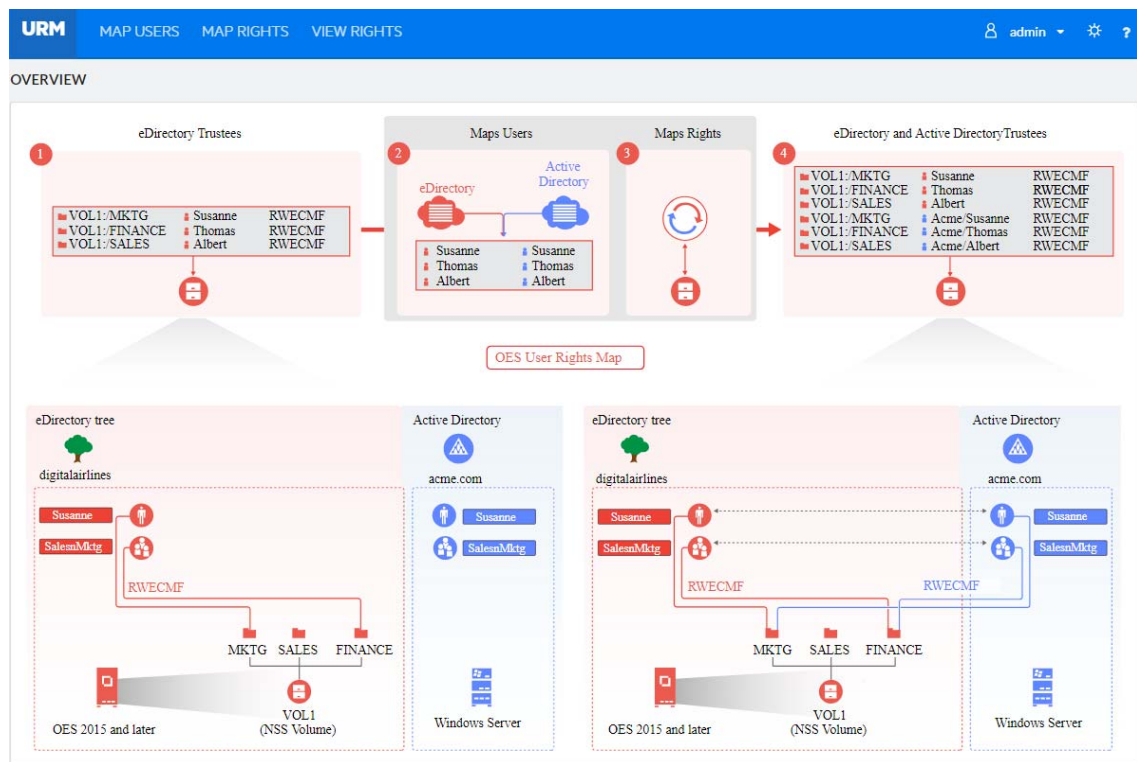 URM MAP USERS MAP RIGHTS VIEW RIGHTS admin ?
OVERVIEW
eDirectory Trustees
1
VOL1:/MKTG Susanne RWECMF
VOL1:/FINANCE Thomas RWECMF
VOL1:/SALES Albert RWECMF
Maps Users
2
eDirectory
Active
Directory
Susanne Susanne
Thomas Thomas
Albert Albert
Maps Rights
3
eDirectory and Active DirectoryTrustees
4
VOL1:/MKTG Susanne RWECMF
VOL1:/FINANCE Thomas RWECMF
VOL1:/SALES Albert RWECMF
VOL1:/MKTG Acme/Susanne RWECMF
VOL1:/FINANCE Acme/Thomas RWECMF
VOL1:/SALES Acme/Albert RWECMF
OES User Rights Map
eDirectory tree
digitalairlines
Susanne
SalesnMktg
RWECMF
MKTG SALES FINANCE
VOL1
(NSS Volume)
OES 2015 and later
Active Directory
acme.com
Susanne
SalesnMktg
Windows Server
eDirectory tree
digitalairlines
Susanne
SalesnMktg
RWECMF
RWECMF
MKTG SALES FINANCE
VOL1
(NSS Volume)
OES 2015 and later
Active Directory
acme.com
Susanne
SalesnMktg
Windows Server